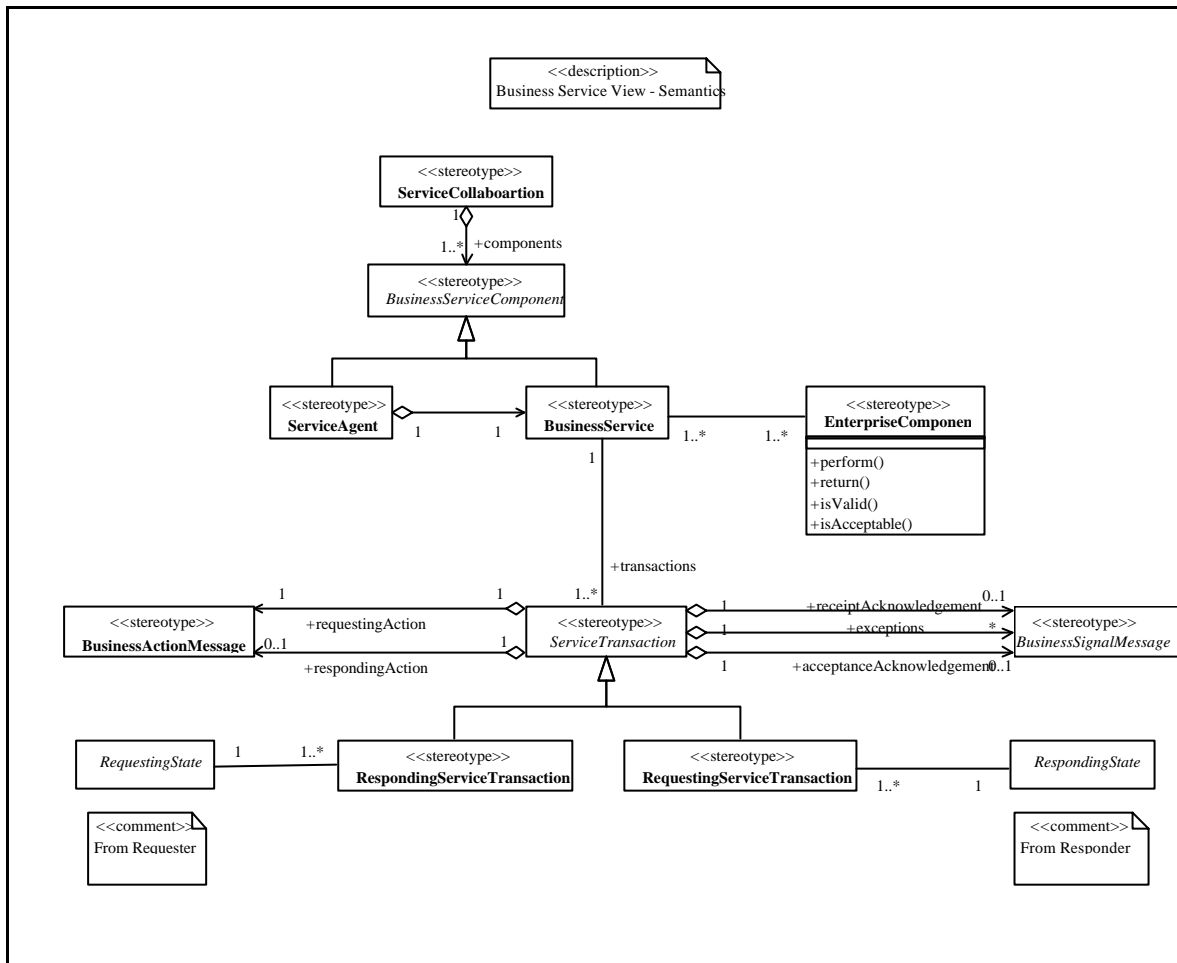 <<description>>
Business Service View - Semantics
<<stereotype>>
ServiceCollaboartion
1
1..*
+components
<<stereotype>>
BusinessServiceComponent
<<stereotype>>
ServiceAgent
1
1
<<stereotype>>
BusinessService
1..*
1..*
<<stereotype>>
EnterpriseComponen
+perform()
+return()
+isValid()
+isAcceptable()
1
+transactions
1..*
<<stereotype>>
BusinessActionMessage
1
1
+requestingAction
0..1
1
+respondingAction
<<stereotype>>
ServiceTransaction
1
+receiptAcknowledgement
0..1
1
+exceptions
*
1
+acceptanceAcknowledgement
0..1
<<stereotype>>
BusinessSignalMessage
RequestingState
1
1..*
<<stereotype>>
RespondingServiceTransaction
<<stereotype>>
RequestingServiceTransaction
1..*
1
RespondingState
<<comment>>
From Requester
<<comment>>
From Responder